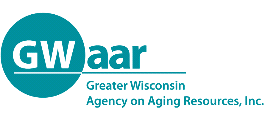 GWaar
Greater Wisconsin
Agency on Aging Resources, Inc.